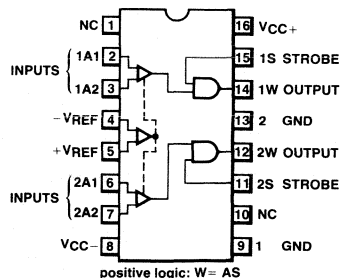 NC 1
16 VCC+
1A1 2
15 1S STROBE
INPUTS
1A2 3
14 1W OUTPUT
-VREF 4
13 2 GND
+VREF 5
12 2W OUTPUT
2A1 6
11 2S STROBE
INPUTS
2A2 7
10 NC
VCC- 8
9 1 GND
positive logic: W= AS